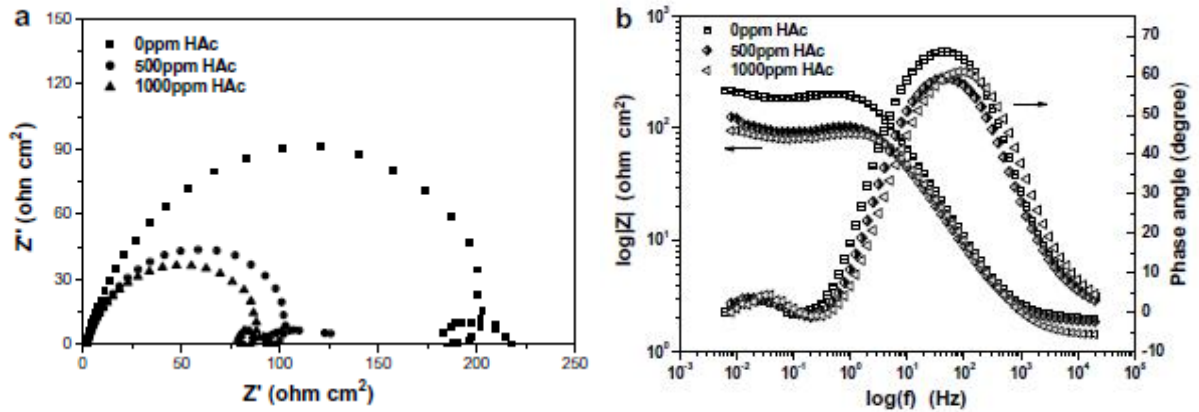 a
150
120
90
60
30
0
Z'' (ohn cm²)
0ppm HAc
500ppm HAc
1000ppm HAc
0 50 100 150 200 250
Z' (ohm cm²)
b
10³
10²
10¹
10⁰
log|Z| (ohm cm²)
0ppm HAc
500ppm HAc
1000ppm HAc
70
60
50
40
30
20
10
0
-10
Phase angle (degree)
10⁻³ 10⁻² 10⁻¹ 10⁰ 10¹ 10² 10³ 10⁴ 10⁵
log(f) (Hz)